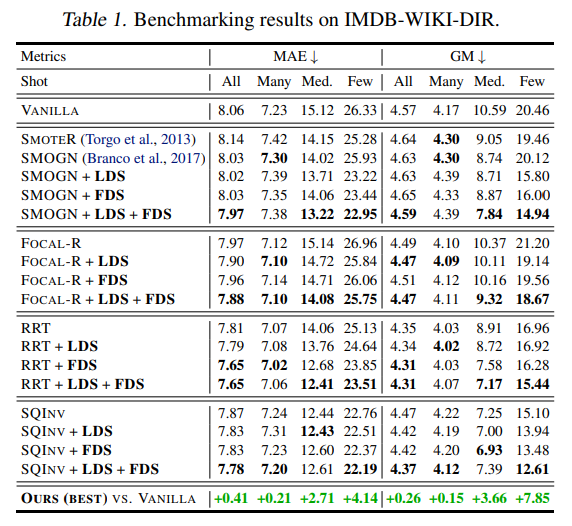 Table 1. Benchmarking results on IMDB-WIKI-DIR.
Metrics MAE ↓ GM ↓
Shot All Many Med. Few All Many Med. Few
VANILLA 8.06 7.23 15.12 26.33 4.57 4.17 10.59 20.46
SMOTER (Torgo et al., 2013) 8.14 7.42 14.15 25.28 4.64 4.30 9.05 19.46
SMOGN (Branco et al., 2017) 8.03 7.30 14.02 25.93 4.63 4.30 8.74 20.12
SMOGN + LDS 8.02 7.39 13.71 23.22 4.63 4.39 8.71 15.80
SMOGN + FDS 8.03 7.35 14.06 23.44 4.65 4.33 8.87 16.00
SMOGN + LDS + FDS 7.97 7.38 13.22 22.95 4.59 4.39 7.84 14.94
FOCAL-R 7.97 7.12 15.14 26.96 4.49 4.10 10.37 21.20
FOCAL-R + LDS 7.90 7.10 14.72 25.84 4.47 4.09 10.11 19.14
FOCAL-R + FDS 7.96 7.14 14.71 26.06 4.51 4.12 10.16 19.56
FOCAL-R + LDS + FDS 7.88 7.10 14.08 25.75 4.47 4.11 9.32 18.67
RRT 7.81 7.07 14.06 25.13 4.35 4.03 8.91 16.96
RRT + LDS 7.79 7.08 13.76 24.64 4.34 4.02 8.72 16.92
RRT + FDS 7.65 7.02 12.68 23.85 4.31 4.03 7.58 16.28
RRT + LDS + FDS 7.65 7.06 12.41 23.51 4.31 4.07 7.17 15.44
SQINV 7.87 7.24 12.44 22.76 4.47 4.22 7.25 15.10
SQINV + LDS 7.83 7.31 12.43 22.51 4.42 4.19 7.00 13.94
SQINV + FDS 7.83 7.23 12.60 22.37 4.42 4.20 6.93 13.48
SQINV + LDS + FDS 7.78 7.20 12.61 22.19 4.37 4.12 7.39 12.61
OURS (BEST) VS. VANILLA +0.41 +0.21 +2.71 +4.14 +0.26 +0.15 +3.66 +7.85